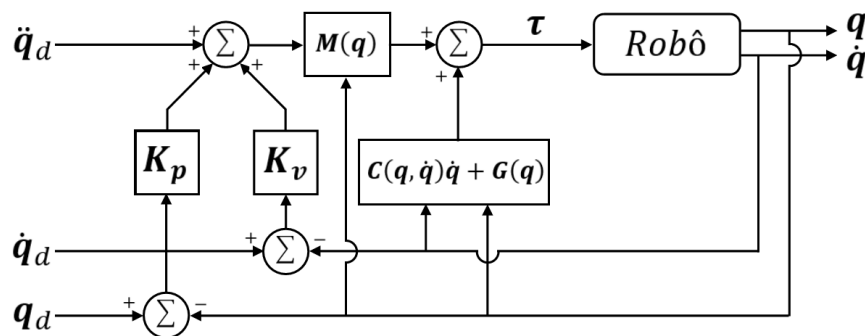 q̈_d + Σ M(q) + Σ τ Robô q
+ + + q̇
K_p K_v C(q, q̇)q̇ + G(q)
q̇_d + Σ −
q_d + Σ −